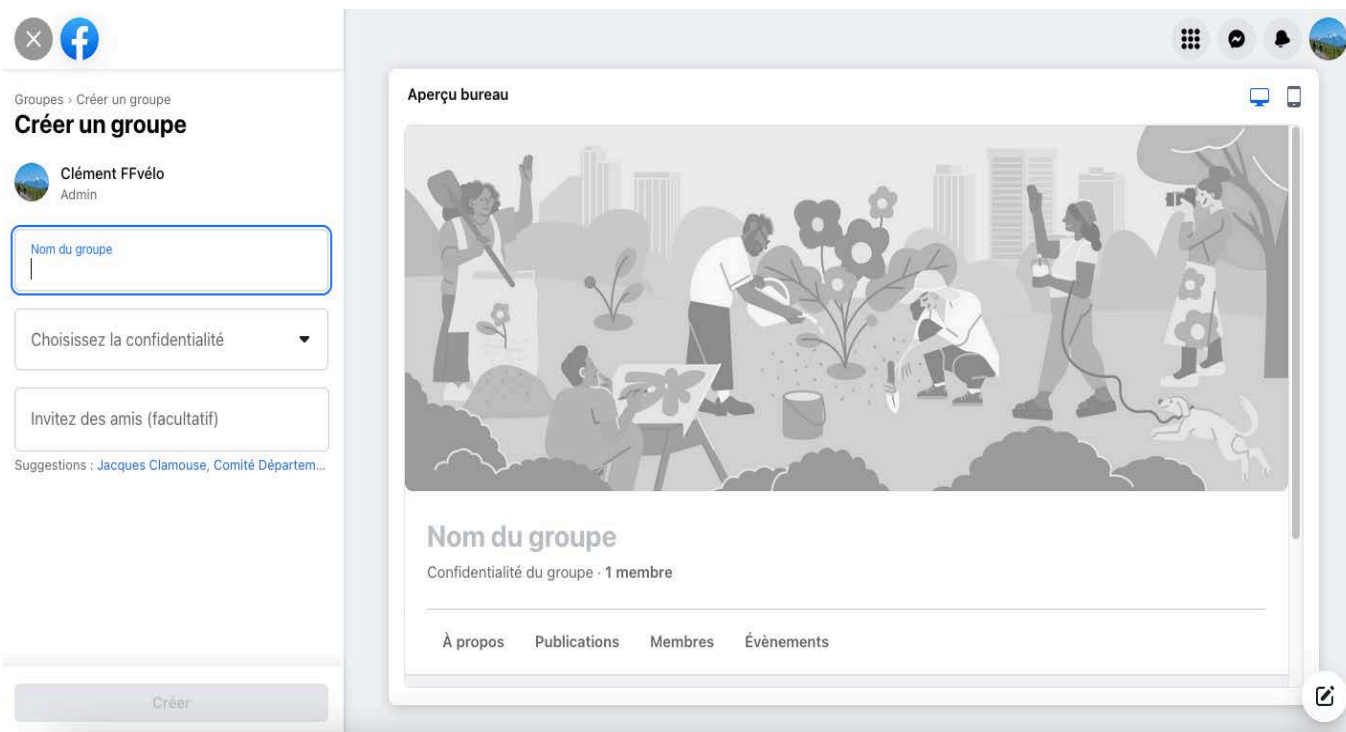 Groupes › Créer un groupe
Créer un groupe
Clément FFvélo
Admin
Nom du groupe
Choisissez la confidentialité
Invitez des amis (facultatif)
Suggestions : Jacques Clamouse, Comité Départem...
Créer
Aperçu bureau
Nom du groupe
Confidentialité du groupe · 1 membre
À propos Publications Membres Évènements